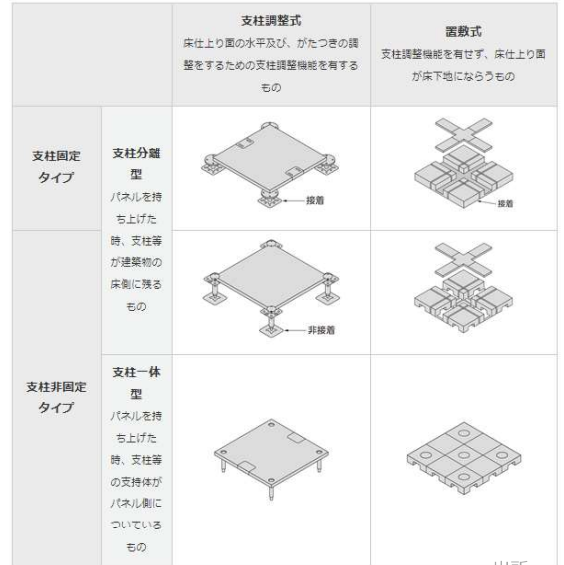 支柱調整式
床仕上り面の水平及び、がたつきの調
整をするための支柱調整機能を有する
もの
置敷式
支柱調整機能を有せず、床仕上り面
が床下地にならうもの
支柱固定
タイプ
支柱分離
型
パネルを持
ち上げた
時、支柱等
が建築物の
床側に残る
もの
接着
接着
支柱非固定
タイプ
非接着
支柱一体
型
パネルを持
ち上げた
時、支柱等
の支持体が
パネル側に
ついている
もの